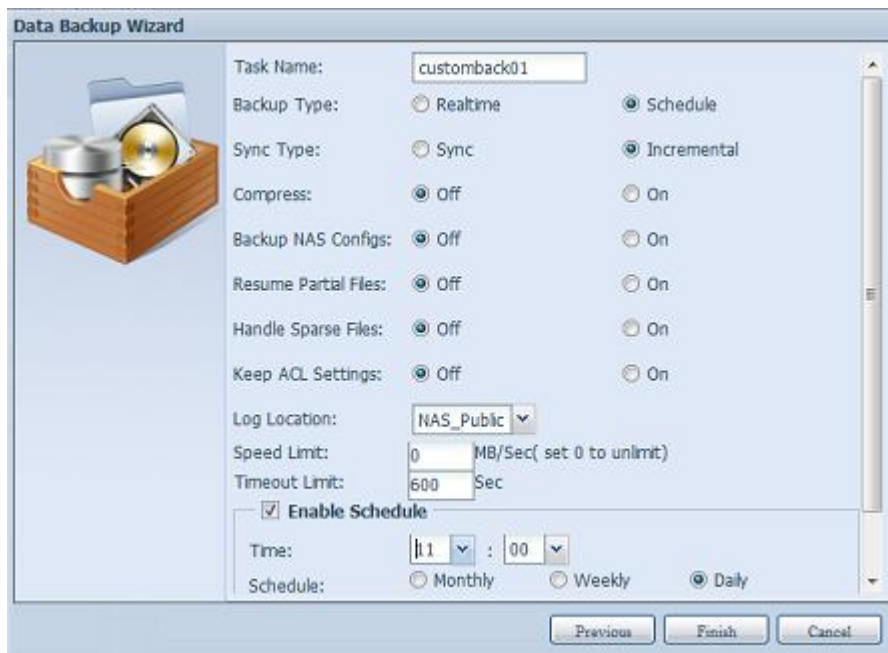 Data Backup Wizard
Task Name: customback01
Backup Type: Realtime Schedule
Sync Type: Sync Incremental
Compress: Off On
Backup NAS Configs: Off On
Resume Partial Files: Off On
Handle Sparse Files: Off On
Keep ACL Settings: Off On
Log Location: NAS_Public
Speed Limit: 0 MB/Sec( set 0 to unlimit)
Timeout Limit: 600 Sec
Enable Schedule
Time: 11 : 00
Schedule: Monthly Weekly Daily
Previous Finish Cancel